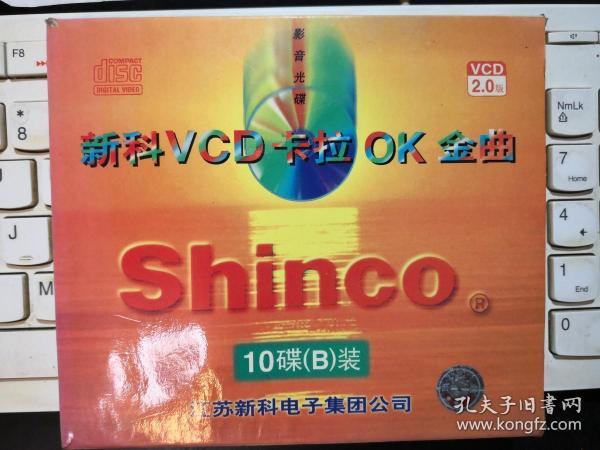 COMPACT
disc
DIGITAL VIDEO
影音光碟
VCD
2.0版
新科VCD卡拉OK金曲
Shinco®
10碟(B)装
江苏新科电子集团公司
F8
*
8
U
J
M
NmLk
7
Home
4
1
End
0
孔夫子旧书网
www.kongfz.com